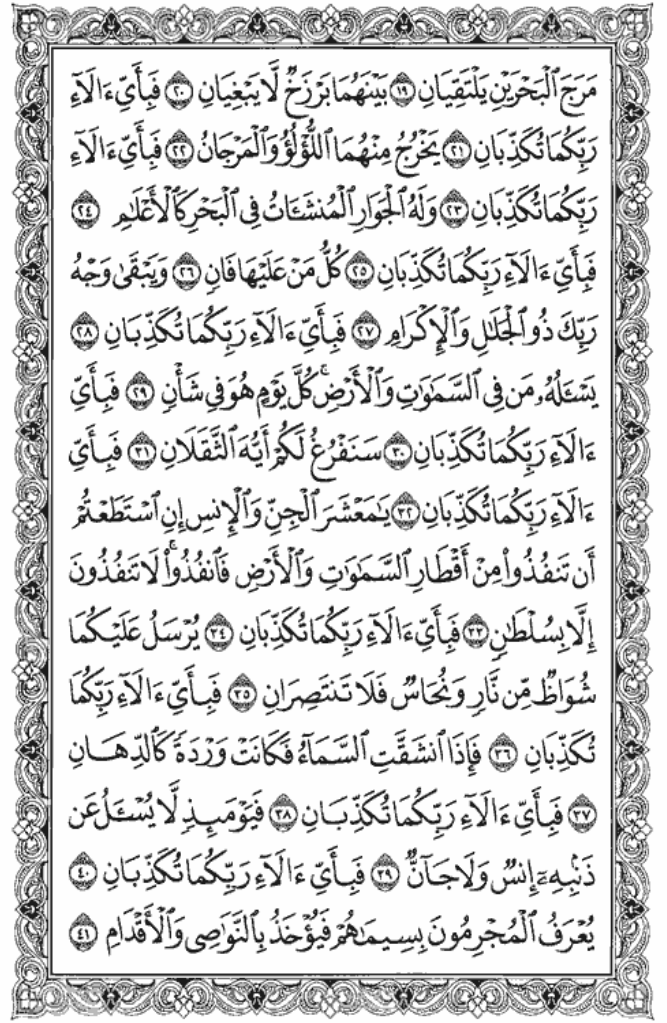 مَرَجَ ٱلۡبَحۡرَيۡنِ يَلۡتَقِيَانِ ١٩ بَيۡنَهُمَا بَرۡزَخٞ لَّا يَبۡغِيَانِ ٢٠ فَبِأَيِّ ءَالَآءِ
رَبِّكُمَا تُكَذِّبَانِ ٢١ يَخۡرُجُ مِنۡهُمَا ٱللُّؤۡلُؤُ وَٱلۡمَرۡجَانُ ٢٢ فَبِأَيِّ ءَالَآءِ
رَبِّكُمَا تُكَذِّبَانِ ٢٣ وَلَهُ ٱلۡجَوَارِ ٱلۡمُنشَـَٔاتُ فِي ٱلۡبَحۡرِ كَٱلۡأَعۡلَٰمِ ٢٤
فَبِأَيِّ ءَالَآءِ رَبِّكُمَا تُكَذِّبَانِ ٢٥ كُلُّ مَنۡ عَلَيۡهَا فَانٖ ٢٦ وَيَبۡقَىٰ وَجۡهُ
رَبِّكَ ذُو ٱلۡجَلَٰلِ وَٱلۡإِكۡرَامِ ٢٧ فَبِأَيِّ ءَالَآءِ رَبِّكُمَا تُكَذِّبَانِ ٢٨
يَسۡـَٔلُهُۥ مَن فِي ٱلسَّمَٰوَٰتِ وَٱلۡأَرۡضِۚ كُلَّ يَوۡمٍ هُوَ فِي شَأۡنٖ ٢٩ فَبِأَيِّ
ءَالَآءِ رَبِّكُمَا تُكَذِّبَانِ ٣٠ سَنَفۡرُغُ لَكُمۡ أَيُّهَ ٱلثَّقَلَانِ ٣١ فَبِأَيِّ
ءَالَآءِ رَبِّكُمَا تُكَذِّبَانِ ٣٢ يَٰمَعۡشَرَ ٱلۡجِنِّ وَٱلۡإِنسِ إِنِ ٱسۡتَطَعۡتُمۡ
أَن تَنفُذُواْ مِنۡ أَقۡطَارِ ٱلسَّمَٰوَٰتِ وَٱلۡأَرۡضِ فَٱنفُذُواْۚ لَا تَنفُذُونَ
إِلَّا بِسُلۡطَٰنٖ ٣٣ فَبِأَيِّ ءَالَآءِ رَبِّكُمَا تُكَذِّبَانِ ٣٤ يُرۡسَلُ عَلَيۡكُمَا
شُوَاظٞ مِّن نَّارٖ وَنُحَاسٞ فَلَا تَنتَصِرَانِ ٣٥ فَبِأَيِّ ءَالَآءِ رَبِّكُمَا
تُكَذِّبَانِ ٣٦ فَإِذَا ٱنشَقَّتِ ٱلسَّمَآءُ فَكَانَتۡ وَرۡدَةٗ كَٱلدِّهَانِ
٣٧ فَبِأَيِّ ءَالَآءِ رَبِّكُمَا تُكَذِّبَانِ ٣٨ فَيَوۡمَئِذٖ لَّا يُسۡـَٔلُ عَن
ذَنۢبِهِۦٓ إِنسٞ وَلَا جَآنّٞ ٣٩ فَبِأَيِّ ءَالَآءِ رَبِّكُمَا تُكَذِّبَانِ ٤٠
يُعۡرَفُ ٱلۡمُجۡرِمُونَ بِسِيمَٰهُمۡ فَيُؤۡخَذُ بِٱلنَّوَٰصِي وَٱلۡأَقۡدَامِ ٤١